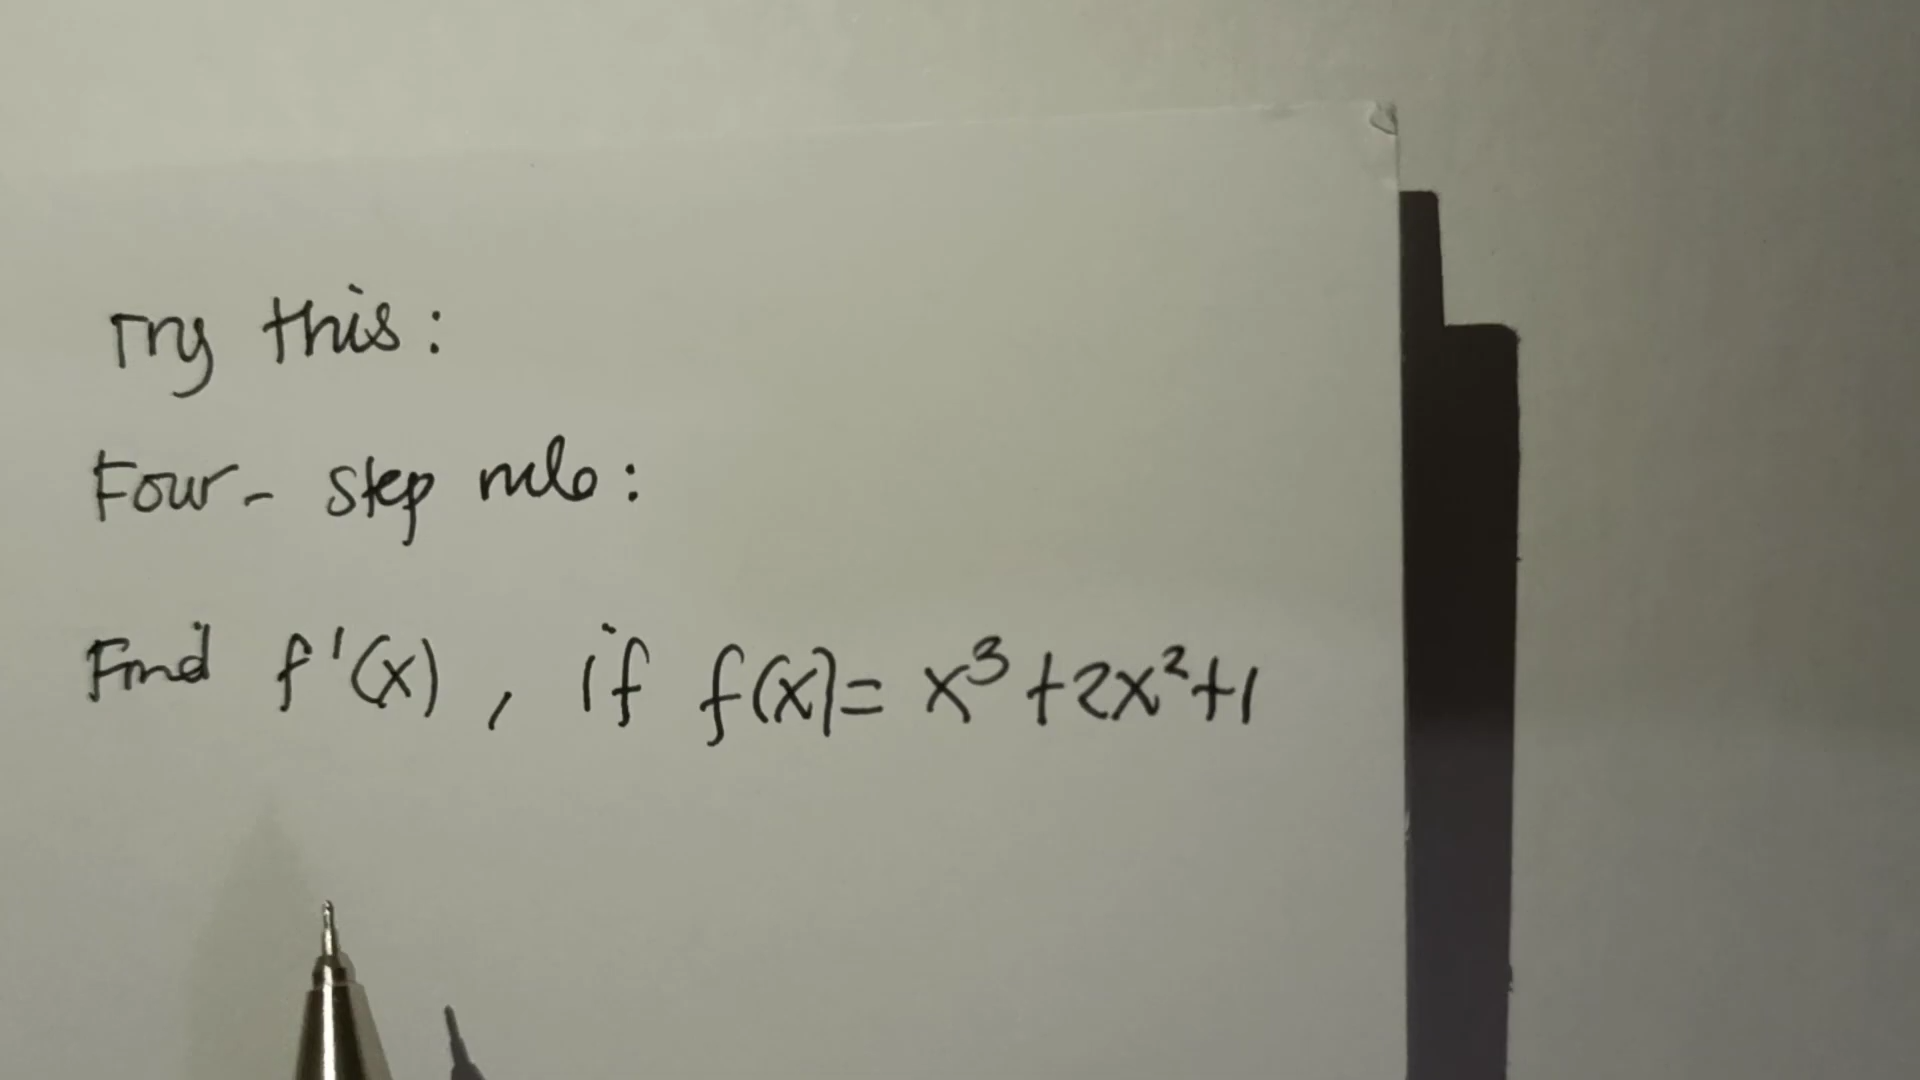 Try this:
Four-step rule:
Find f'(x), if f(x)= x³+2x²+1